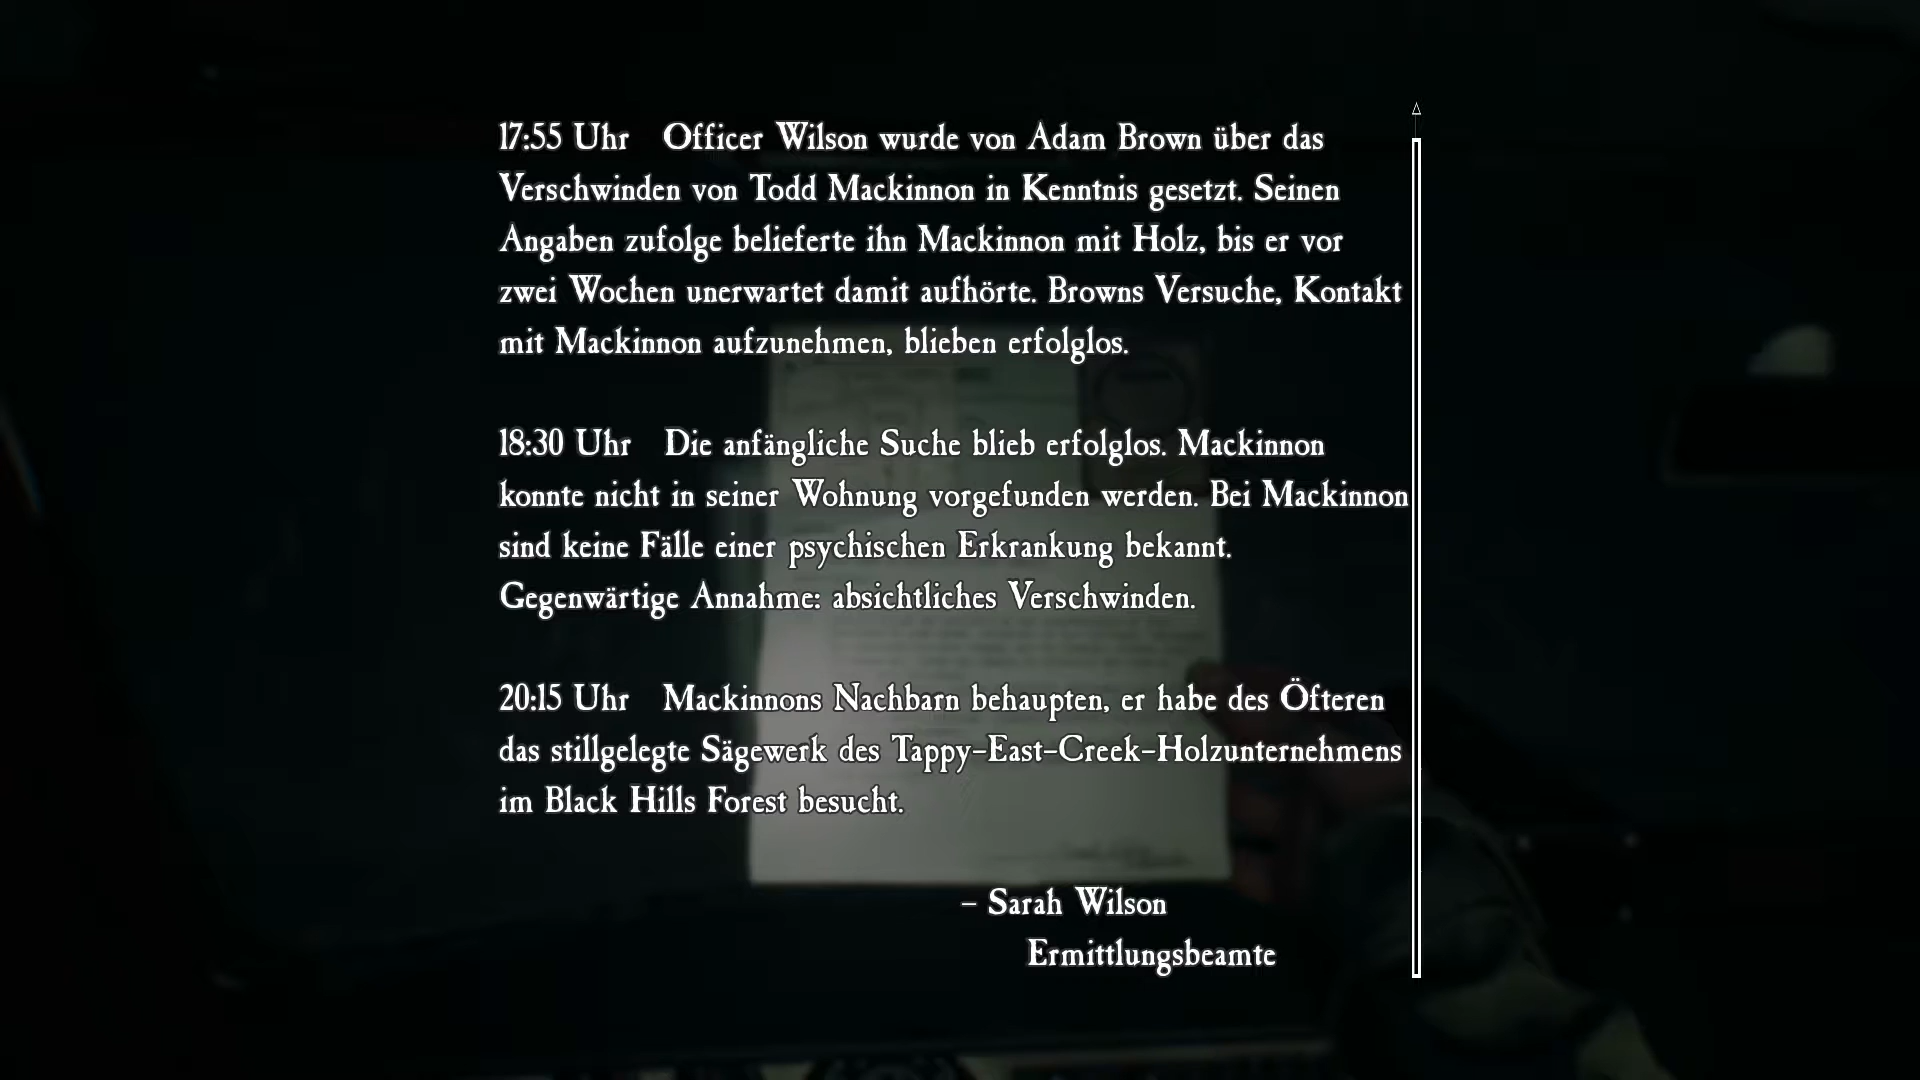 17:55 Uhr Officer Wilson wurde von Adam Brown über das
Verschwinden von Todd Mackinnon in Kenntnis gesetzt. Seinen
Angaben zufolge belieferte ihn Mackinnon mit Holz, bis er vor
zwei Wochen unerwartet damit aufhörte. Browns Versuche, Kontakt
mit Mackinnon aufzunehmen, blieben erfolglos.
18:30 Uhr Die anfängliche Suche blieb erfolglos. Mackinnon
konnte nicht in seiner Wohnung vorgefunden werden. Bei Mackinnon
sind keine Fälle einer psychischen Erkrankung bekannt.
Gegenwärtige Annahme: absichtliches Verschwinden.
20:15 Uhr Mackinnons Nachbarn behaupten, er habe des Öfteren
das stillgelegte Sägewerk des Tappy-East-Creek-Holzunternehmens
im Black Hills Forest besucht.
– Sarah Wilson
Ermittlungsbeamte